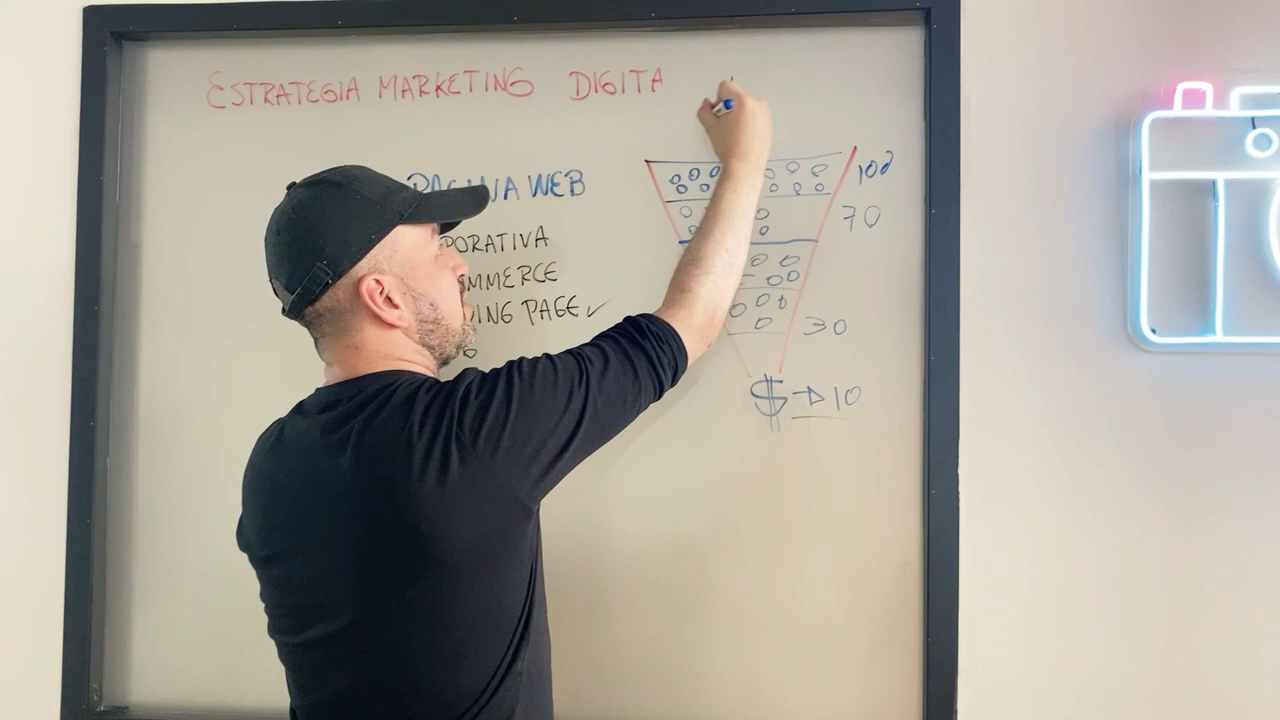 ESTRATEGIA MARKETING DIGITA
PAGINA WEB
PORATIVA
MMERCE
DING PAGE ✓
100
70
30
$ → 10